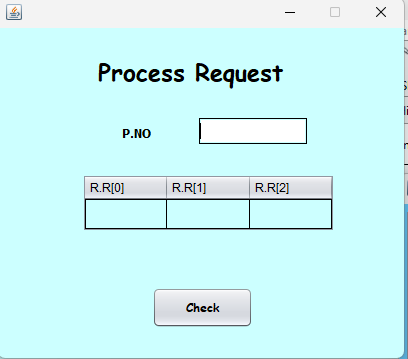 Process Request
P.NO
R.R[0] R.R[1] R.R[2]
Check